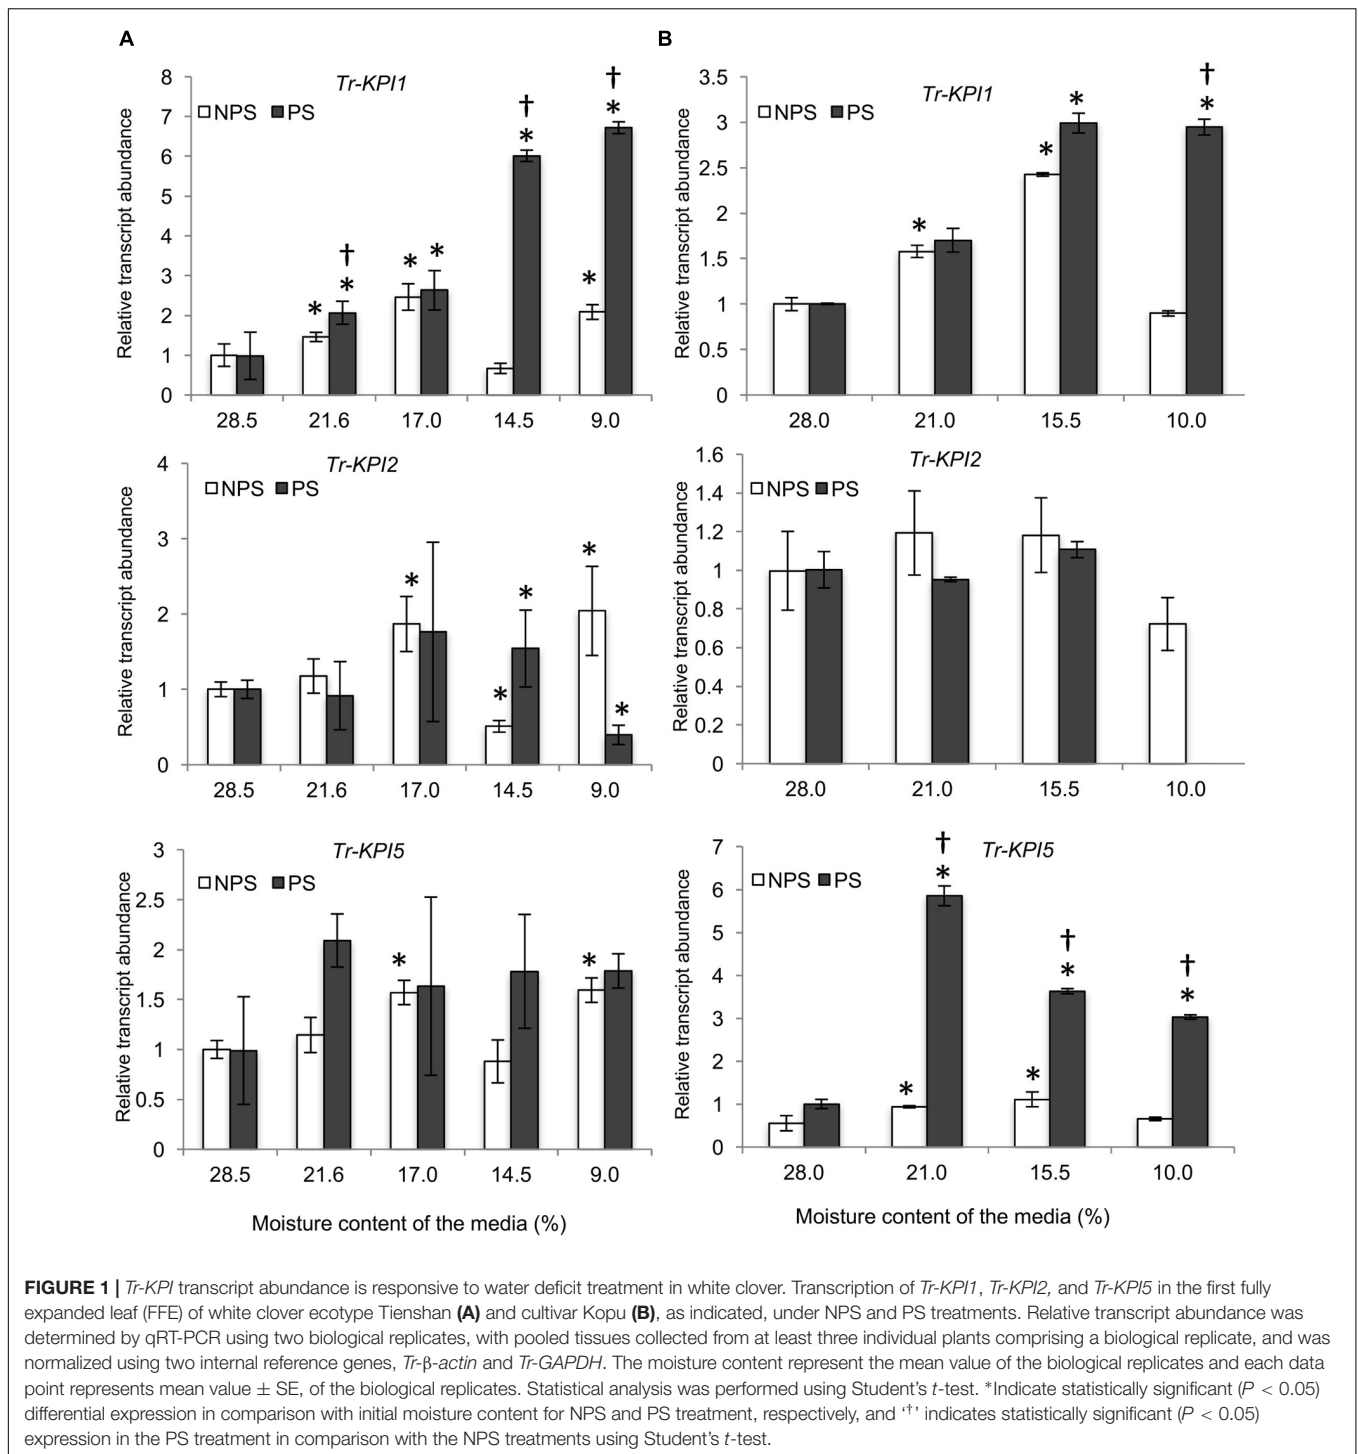 A
Tr-KPI1
NPS PS
Relative transcript abundance
8
7
6
5
4
3
2
1
0
* †
*
* *
† *
* † *
28.5 21.6 17.0 14.5 9.0
Tr-KPI2
NPS PS
Relative transcript abundance
4
3
2
1
0
* * * * *
28.5 21.6 17.0 14.5 9.0
Tr-KPI5
NPS PS
Relative transcript abundance
3
2.5
2
1.5
1
0.5
0
* *
28.5 21.6 17.0 14.5 9.0
Moisture content of the media (%)
B
Tr-KPI1
NPS PS
Relative transcript abundance
3.5
3
2.5
2
1.5
1
0.5
0
* * * † *
28.0 21.0 15.5 10.0
Tr-KPI2
NPS PS
Relative transcript abundance
1.6
1.4
1.2
1
0.8
0.6
0.4
0.2
0
28.0 21.0 15.5 10.0
Tr-KPI5
NPS PS
Relative transcript abundance
7
6
5
4
3
2
1
0
* † * * † * † *
28.0 21.0 15.5 10.0
Moisture content of the media (%)
FIGURE 1 | Tr-KPI transcript abundance is responsive to water deficit treatment in white clover. Transcription of Tr-KPI1, Tr-KPI2, and Tr-KPI5 in the first fully
expanded leaf (FFE) of white clover ecotype Tienshan (A) and cultivar Kopu (B), as indicated, under NPS and PS treatments. Relative transcript abundance was
determined by qRT-PCR using two biological replicates, with pooled tissues collected from at least three individual plants comprising a biological replicate, and was
normalized using two internal reference genes, Tr-β-actin and Tr-GAPDH. The moisture content represent the mean value of the biological replicates and each data
point represents mean value ± SE, of the biological replicates. Statistical analysis was performed using Student's t-test. *Indicate statistically significant (P < 0.05)
differential expression in comparison with initial moisture content for NPS and PS treatment, respectively, and '†' indicates statistically significant (P < 0.05)
expression in the PS treatment in comparison with the NPS treatments using Student's t-test.